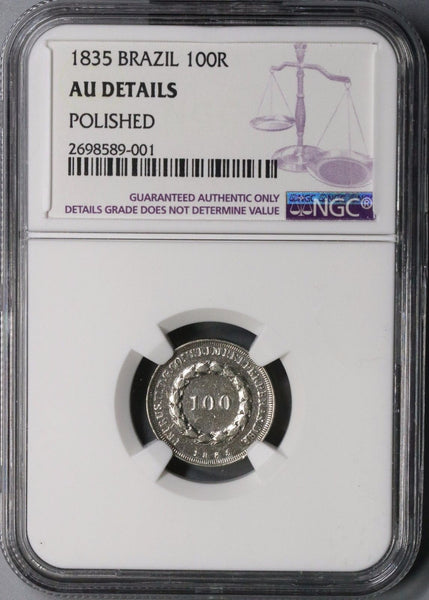 1835 BRAZIL 100R
AU DETAILS
POLISHED
2698589-001
GUARANTEED AUTHENTIC ONLY
DETAILS GRADE DOES NOT DETERMINE VALUE
NGC®
100